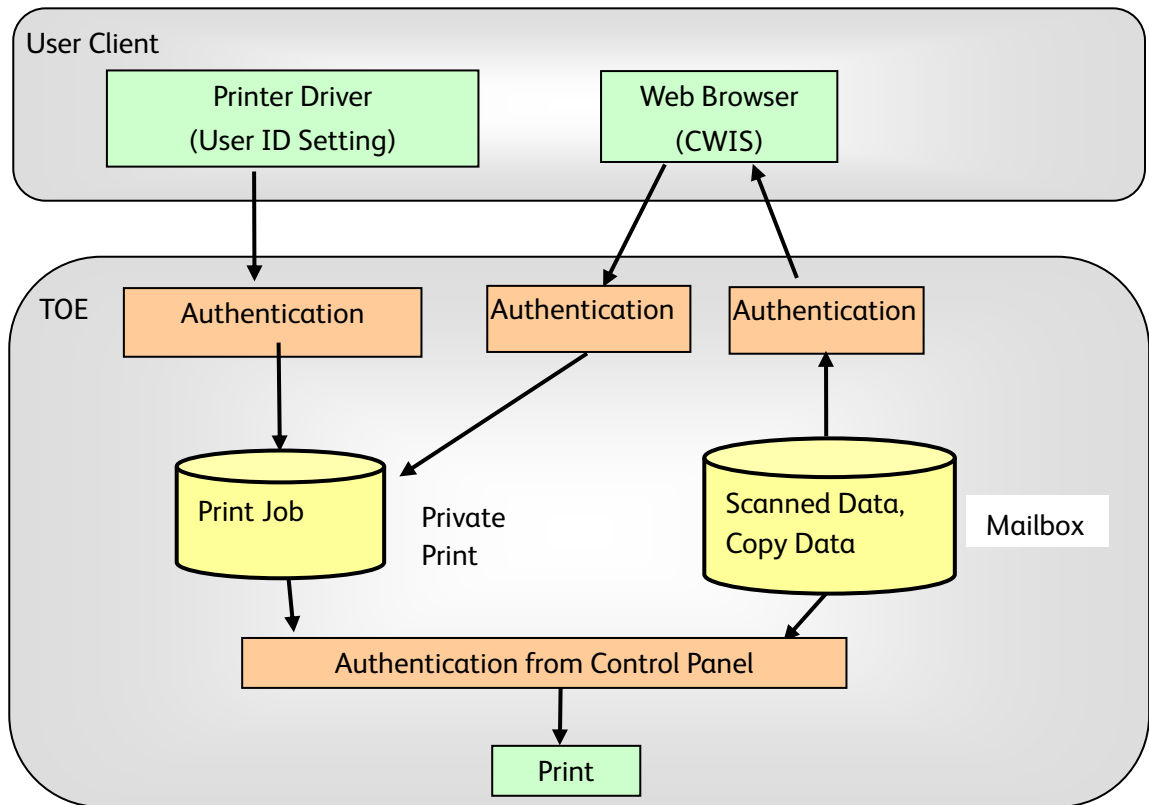 User Client
Printer Driver
(User ID Setting)
Web Browser
(CWIS)
TOE
Authentication
Authentication
Authentication
Print Job
Private
Print
Scanned Data,
Copy Data
Mailbox
Authentication from Control Panel
Print